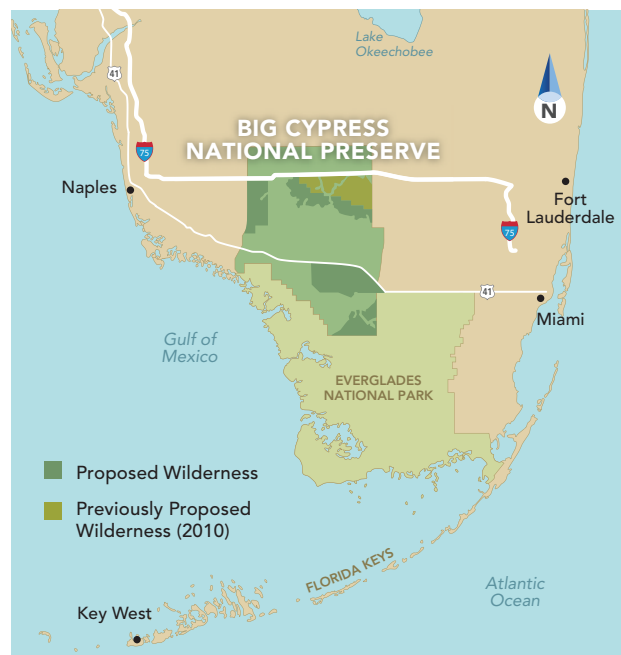 Lake
Okeechobee
41
N
BIG CYPRESS
NATIONAL PRESERVE
75
Naples
Fort
Lauderdale
75
41
Miami
Gulf of
Mexico
EVERGLADES
NATIONAL PARK
Proposed Wilderness
Previously Proposed
Wilderness (2010)
FLORIDA KEYS
Atlantic
Ocean
Key West